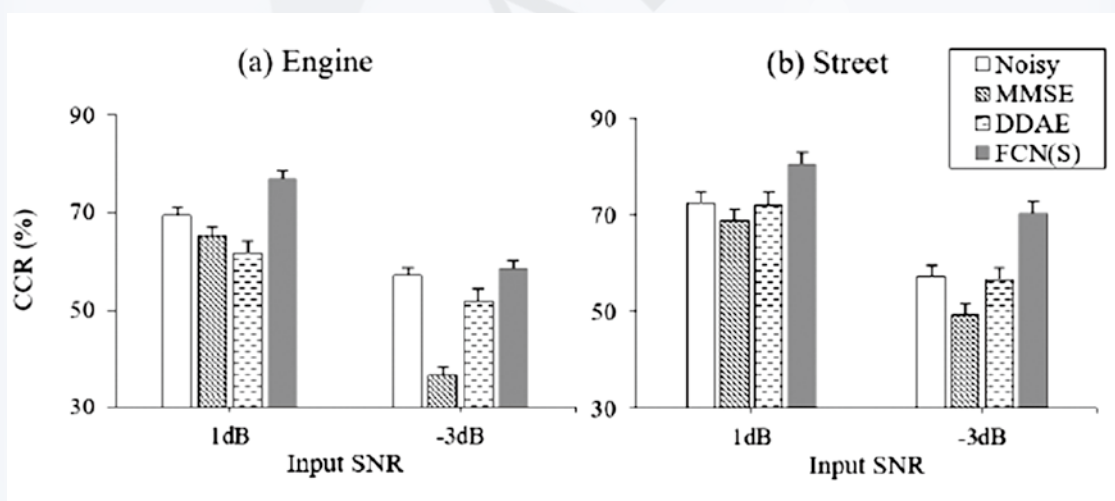 (a) Engine
(b) Street
Noisy
MMSE
DDAE
FCN(S)
CCR (%)
90
70
50
30
1dB
-3dB
Input SNR
90
70
50
30
1dB
-3dB
Input SNR